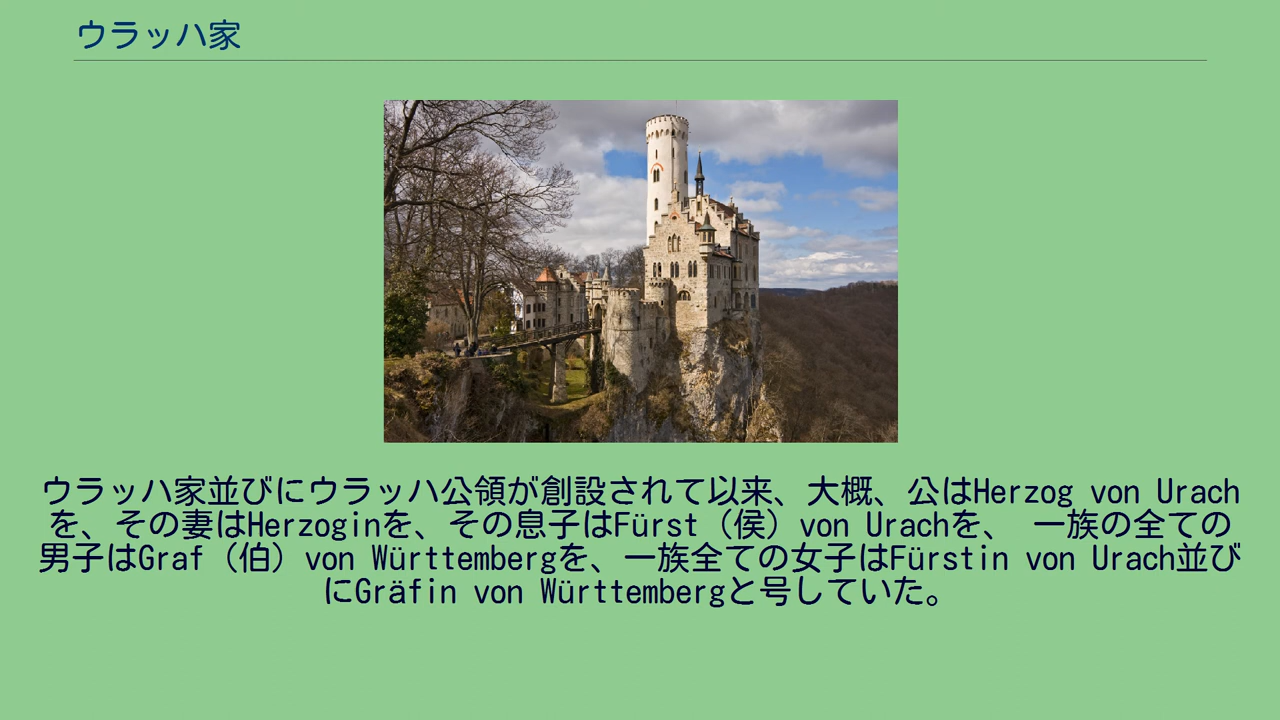 ウラッハ家
ウラッハ家並びにウラッハ公領が創設されて以来、大概、公はHerzog von Urach
を、その妻はHerzoginを、その息子はFürst（侯）von Urachを、 一族の全ての
男子はGraf（伯）von Württembergを、一族全ての女子はFürstin von Urach並び
にGräfin von Württembergと号していた。